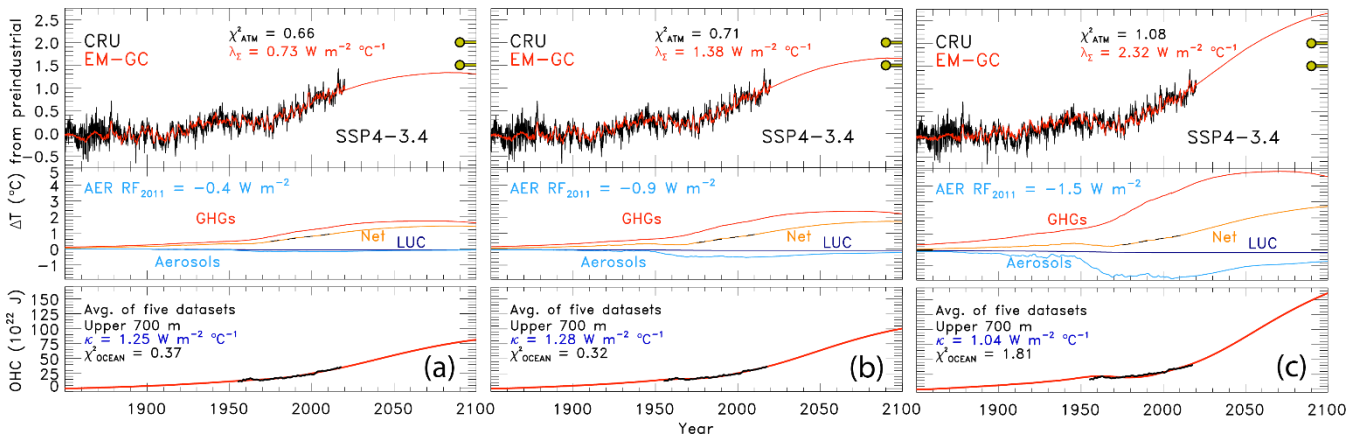 CRU
EM-GC
χ²ATM = 0.66
λΣ = 0.73 W m⁻² °C⁻¹
SSP4-3.4
2.5
2.0
1.5
1.0
0.5
0.0
-0.5
AER RF2011 = -0.4 W m⁻²
GHGs
Net
LUC
Aerosols
5
4
3
2
1
0
-1
ΔT (°C) from preindustrial
Avg. of five datasets
Upper 700 m
κ = 1.25 W m⁻² °C⁻¹
χ²OCEAN = 0.37
(a)
150
125
100
75
50
25
0
OHC (10²² J)
1900 1950 2000 2050 2100
CRU
EM-GC
χ²ATM = 0.71
λΣ = 1.38 W m⁻² °C⁻¹
SSP4-3.4
AER RF2011 = -0.9 W m⁻²
GHGs
Net
LUC
Aerosols
Avg. of five datasets
Upper 700 m
κ = 1.28 W m⁻² °C⁻¹
χ²OCEAN = 0.32
(b)
1900 1950 2000 2050 2100
Year
CRU
EM-GC
χ²ATM = 1.08
λΣ = 2.32 W m⁻² °C⁻¹
SSP4-3.4
AER RF2011 = -1.5 W m⁻²
GHGs
Net
LUC
Aerosols
Avg. of five datasets
Upper 700 m
κ = 1.04 W m⁻² °C⁻¹
χ²OCEAN = 1.81
(c)
1900 1950 2000 2050 2100